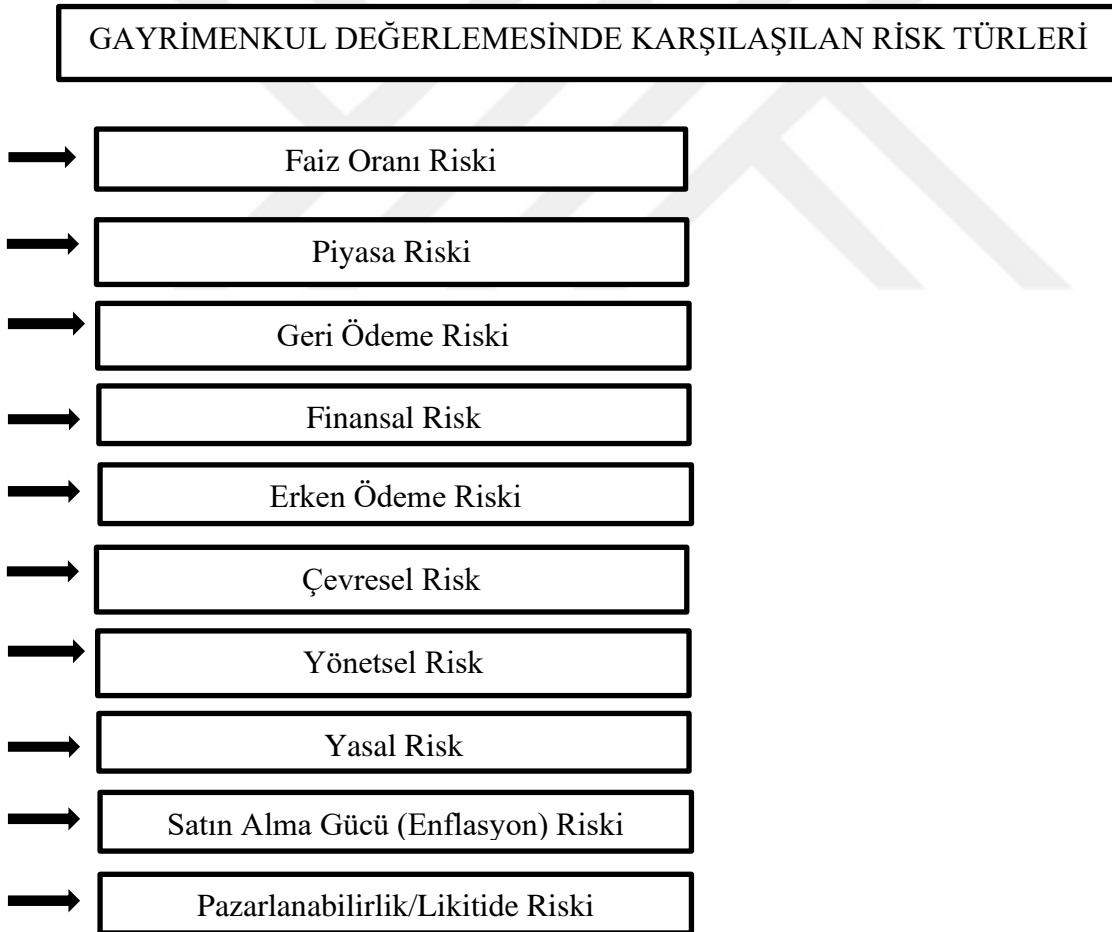 GAYRİMENKUL DEĞERLEMESİNDE KARŞILAŞILAN RİSK TÜRLERİ
Faiz Oranı Riski
Piyasa Riski
Geri Ödeme Riski
Finansal Risk
Erken Ödeme Riski
Çevresel Risk
Yönetsel Risk
Yasal Risk
Satın Alma Gücü (Enflasyon) Riski
Pazarlanabilirlik/Likitide Riski